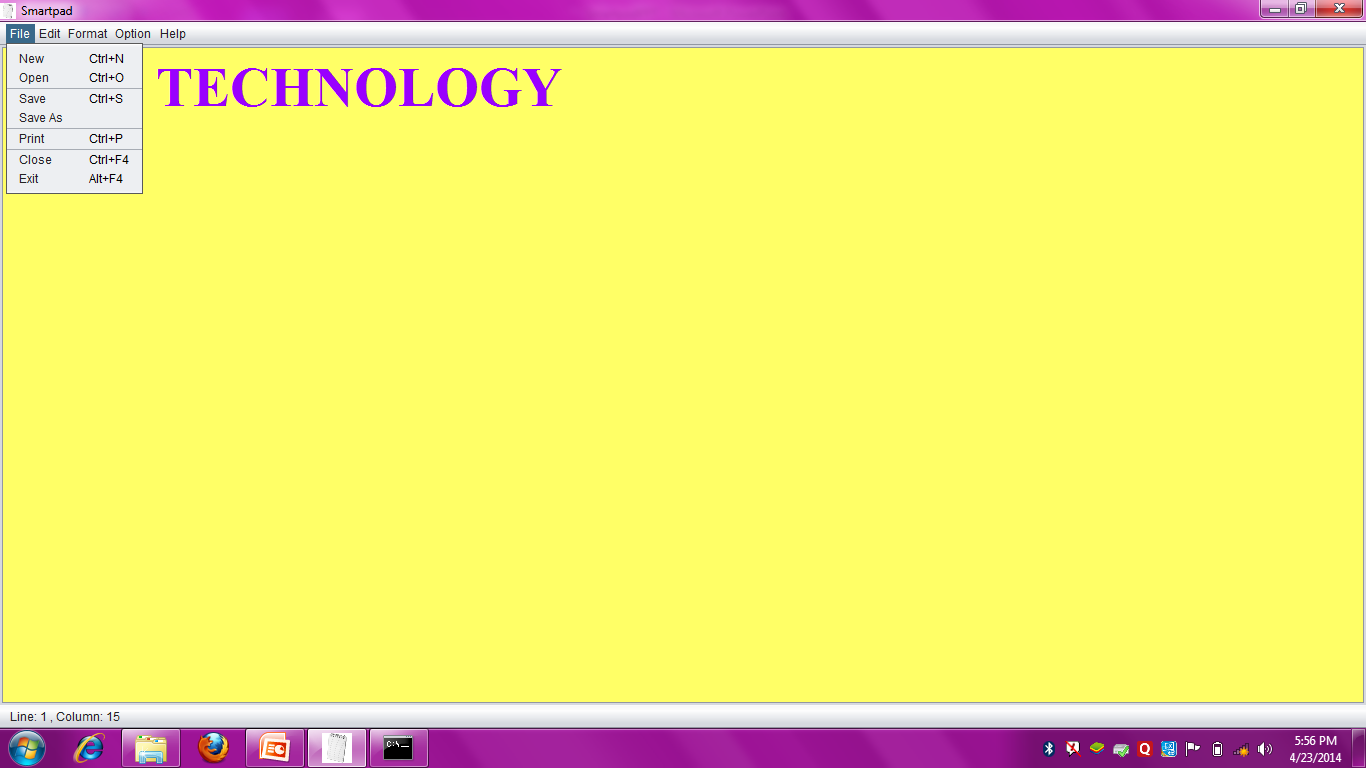 Smartpad
File Edit Format Option Help
New Ctrl+N
Open Ctrl+O
Save Ctrl+S
Save As
Print Ctrl+P
Close Ctrl+F4
Exit Alt+F4
TECHNOLOGY
Line: 1 , Column: 15
5:56 PM
4/23/2014